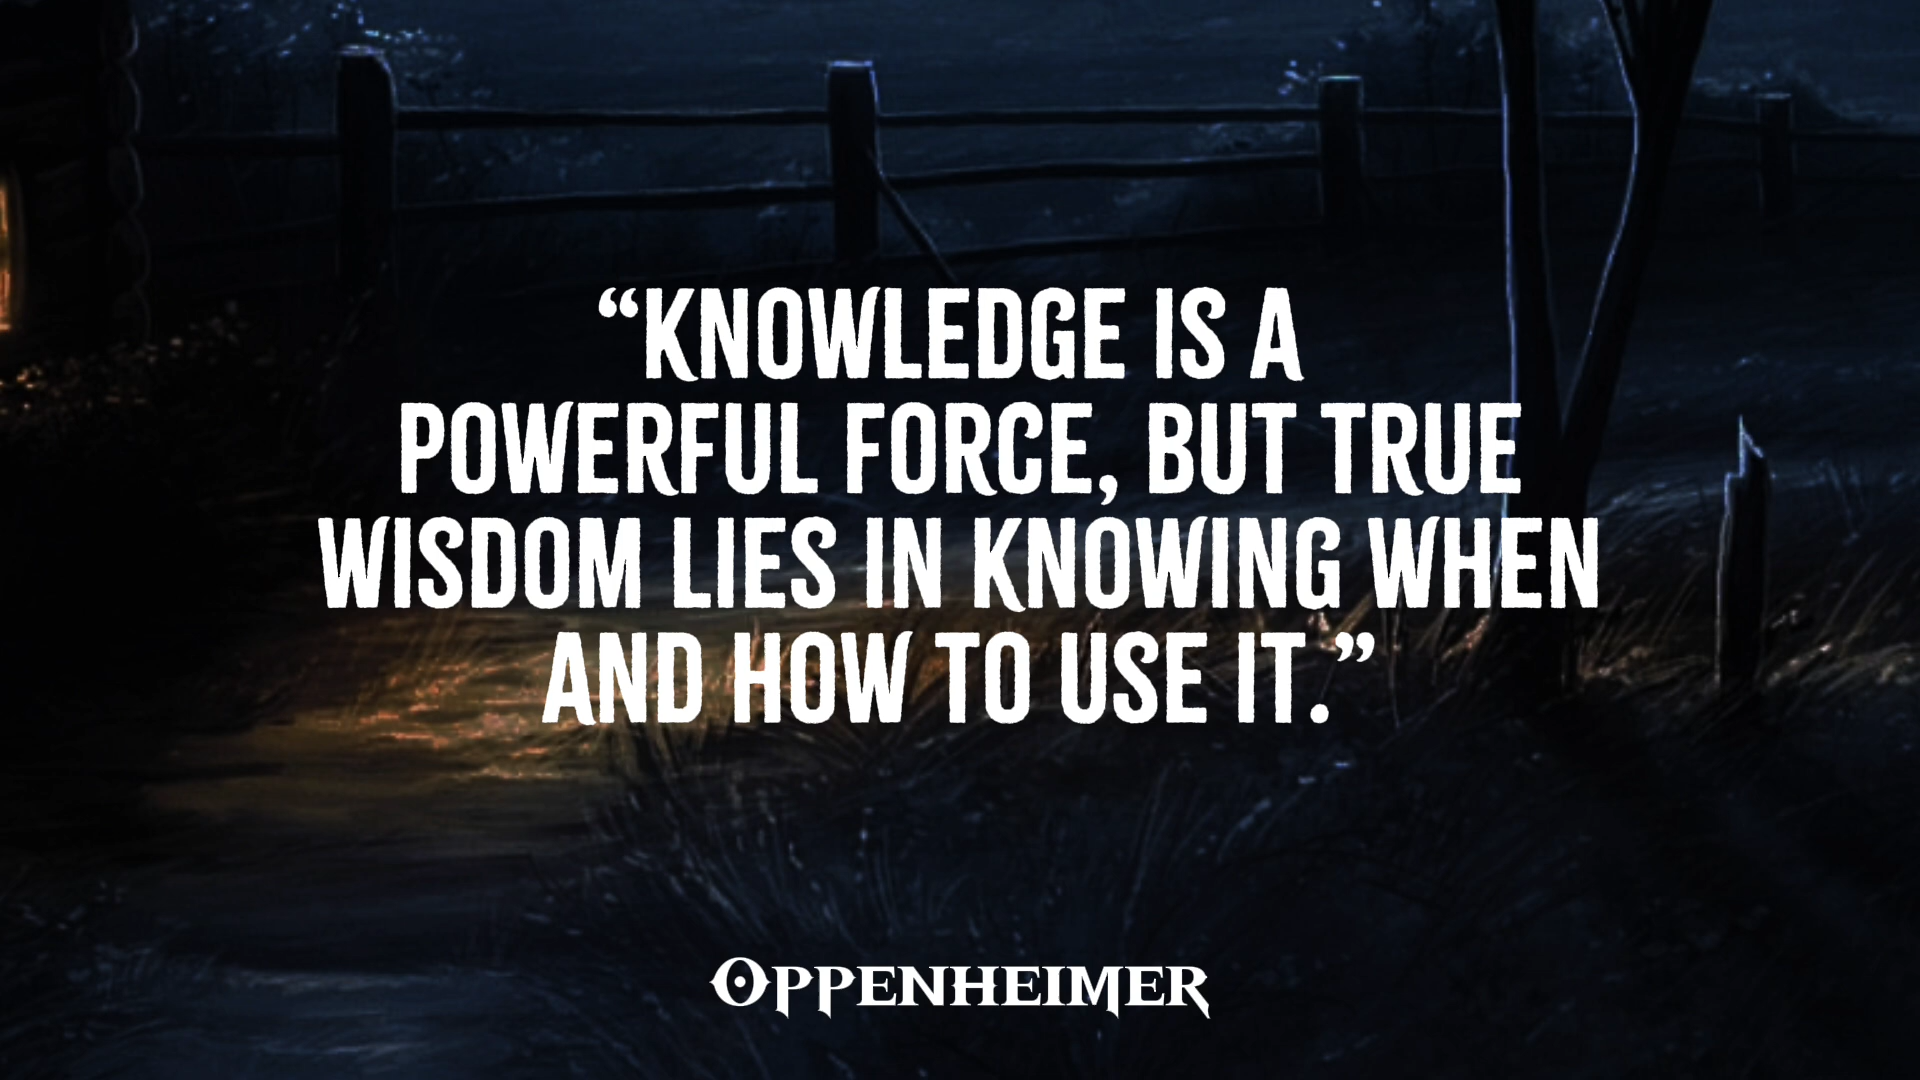 “KNOWLEDGE IS A
POWERFUL FORCE, BUT TRUE
WISDOM LIES IN KNOWING WHEN
AND HOW TO USE IT.”
OPPENHEIMER